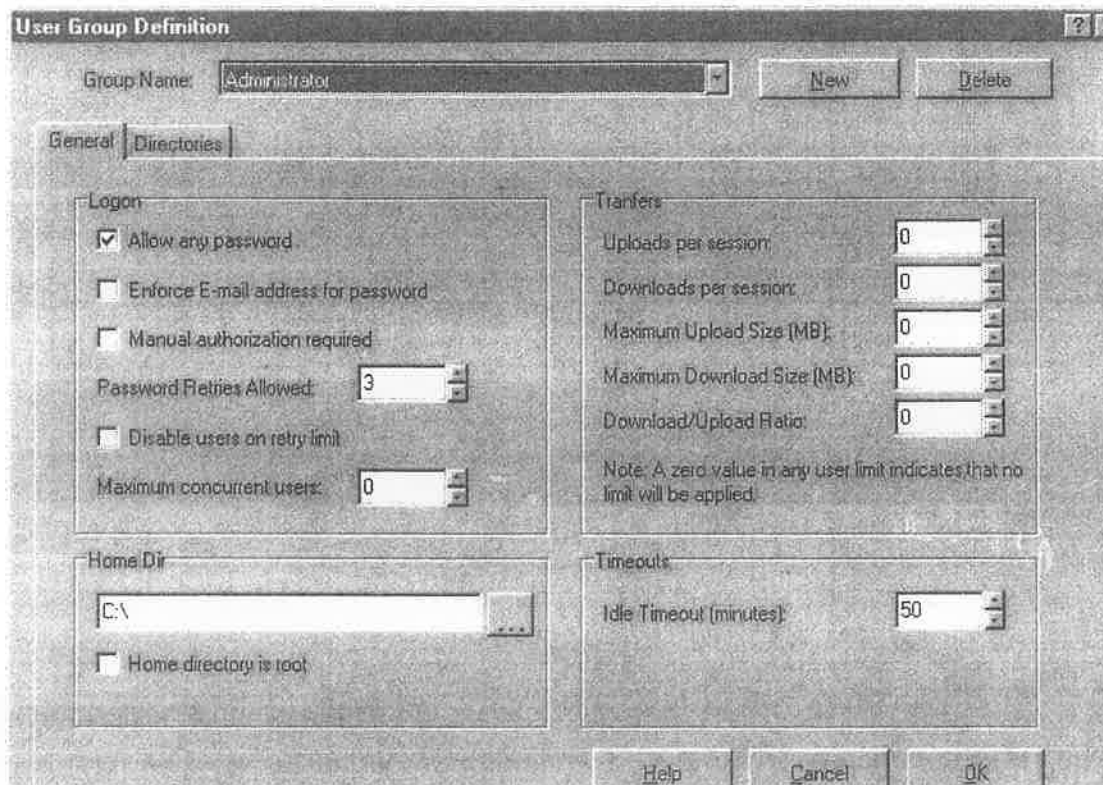 User Group Definition
?
Group Name: Administrator
New
Delete
General
Directories
Logon
Allow any password
Enforce E-mail address for password
Manual authorization required
Password Retries Allowed: 3
Disable users on retry limit
Maximum concurrent users: 0
Tranfers
Uploads per session: 0
Downloads per session: 0
Maximum Upload Size (MB): 0
Maximum Download Size (MB): 0
Download/Upload Ratio: 0
Note: A zero value in any user limit indicates that no
limit will be applied.
Home Dir
C:\
...
Home directory is root
Timeouts
Idle Timeout (minutes): 50
Help
Cancel
OK